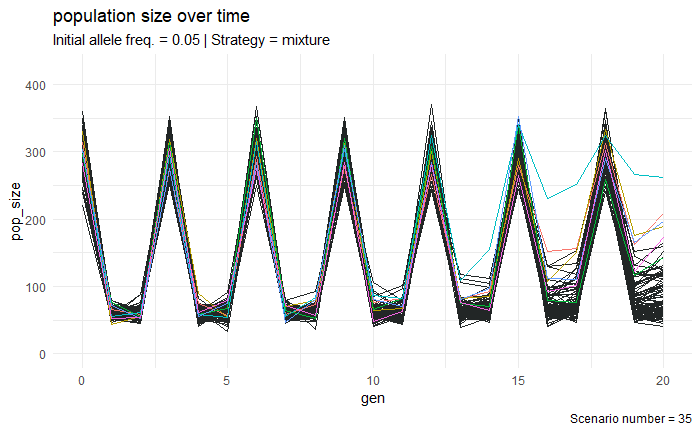 population size over time
Initial allele freq. = 0.05 | Strategy = mixture
400
300
200
100
0
pop_size
0 5 10 15 20
gen
Scenario number = 35